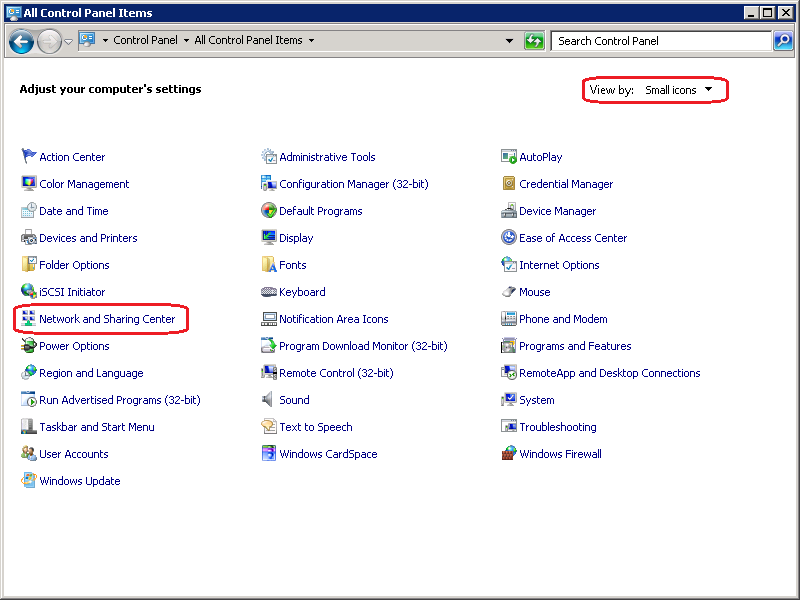 All Control Panel Items
Control Panel All Control Panel Items Search Control Panel
Adjust your computer's settings View by: Small icons
Action Center Administrative Tools AutoPlay
Color Management Configuration Manager (32-bit) Credential Manager
Date and Time Default Programs Device Manager
Devices and Printers Display Ease of Access Center
Folder Options Fonts Internet Options
iSCSI Initiator Keyboard Mouse
Network and Sharing Center Notification Area Icons Phone and Modem
Power Options Program Download Monitor (32-bit) Programs and Features
Region and Language Remote Control (32-bit) RemoteApp and Desktop Connections
Run Advertised Programs (32-bit) Sound System
Taskbar and Start Menu Text to Speech Troubleshooting
User Accounts Windows CardSpace Windows Firewall
Windows Update